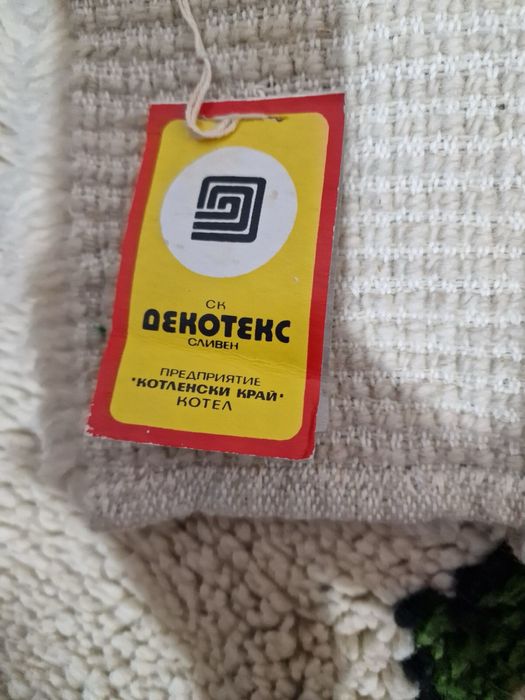 СК
ДЕКОТЕКС
СЛИВЕН
ПРЕДПРИЯТИЕ
"КОТЛЕНСКИ КРАЙ"
КОТЕЛ